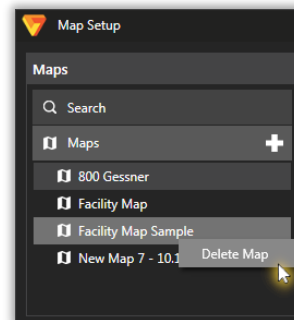 Map Setup
Maps
Search
Maps
800 Gessner
Facility Map
Facility Map Sample
Delete Map
New Map 7 - 10.1